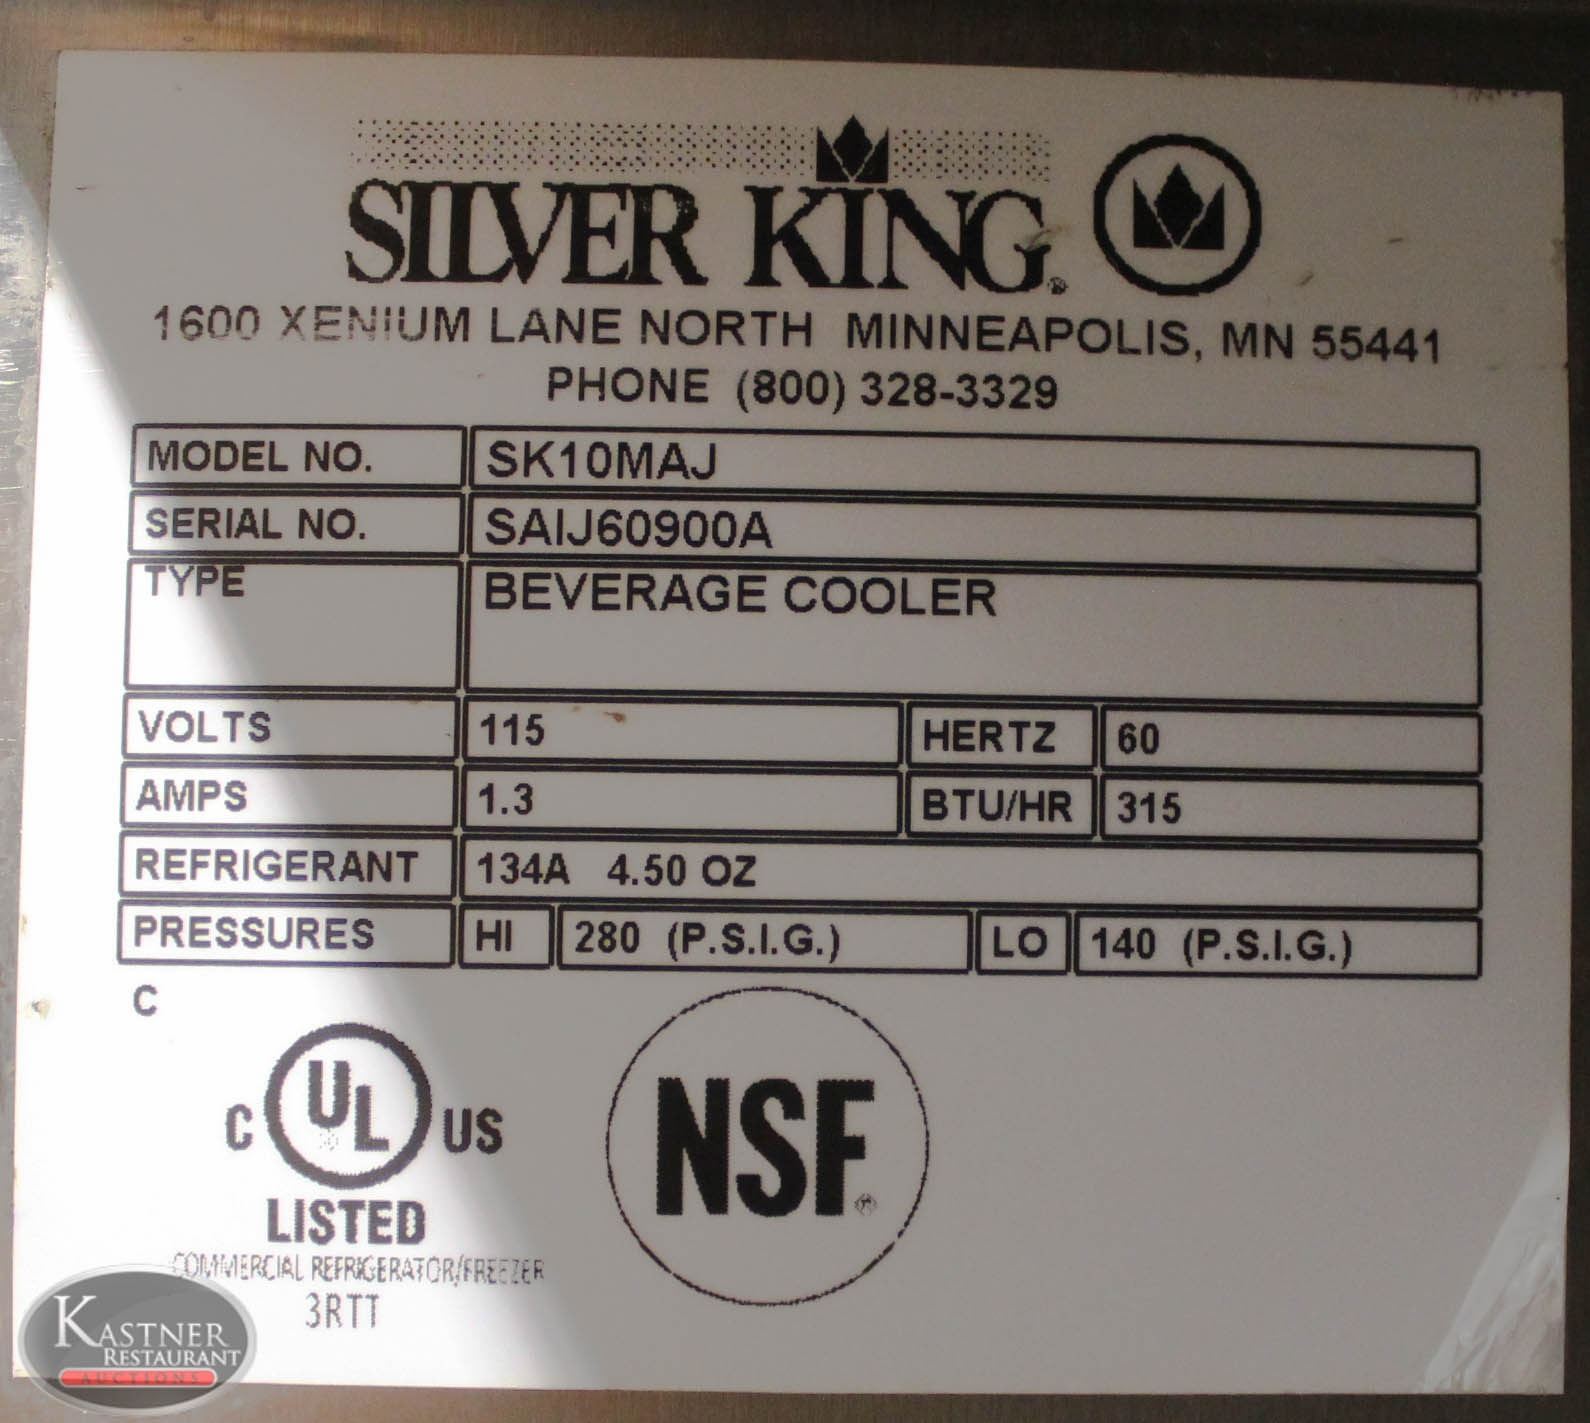 SILVER KING®
1600 XENIUM LANE NORTH MINNEAPOLIS, MN 55441
PHONE (800) 328-3329
MODEL NO. SK10MAJ
SERIAL NO. SAIJ60900A
TYPE BEVERAGE COOLER
VOLTS 115 HERTZ 60
AMPS 1.3 BTU/HR 315
REFRIGERANT 134A 4.50 OZ
PRESSURES HI 280 (P.S.I.G.) LO 140 (P.S.I.G.)
C
C UL US
LISTED
COMMERCIAL REFRIGERATOR/FREEZER
3RTT
NSF®
KASTNER
RESTAURANT
AUCTIONS